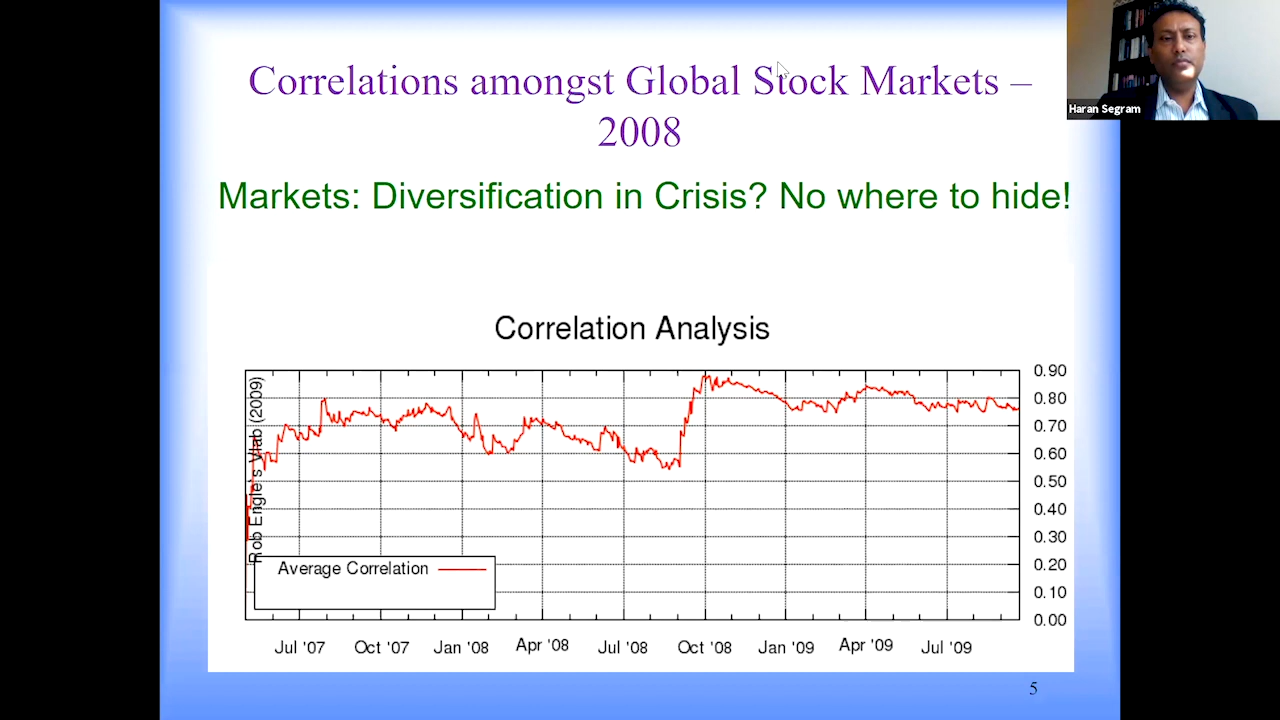 Correlations amongst Global Stock Markets –
2008
Haran Segram
Markets: Diversification in Crisis? No where to hide!
Correlation Analysis
Rob Engle's Vlab (2009)
0.90
0.80
0.70
0.60
0.50
0.40
0.30
0.20
0.10
0.00
Average Correlation
Jul '07 Oct '07 Jan '08 Apr '08 Jul '08 Oct '08 Jan '09 Apr '09 Jul '09
5